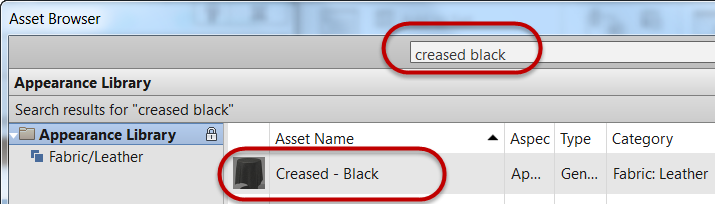 Asset Browser
creased black
Appearance Library
Search results for "creased black"
Appearance Library
Asset Name Aspec Type Category
Fabric/Leather
Creased - Black Ap... Gen... Fabric: Leather